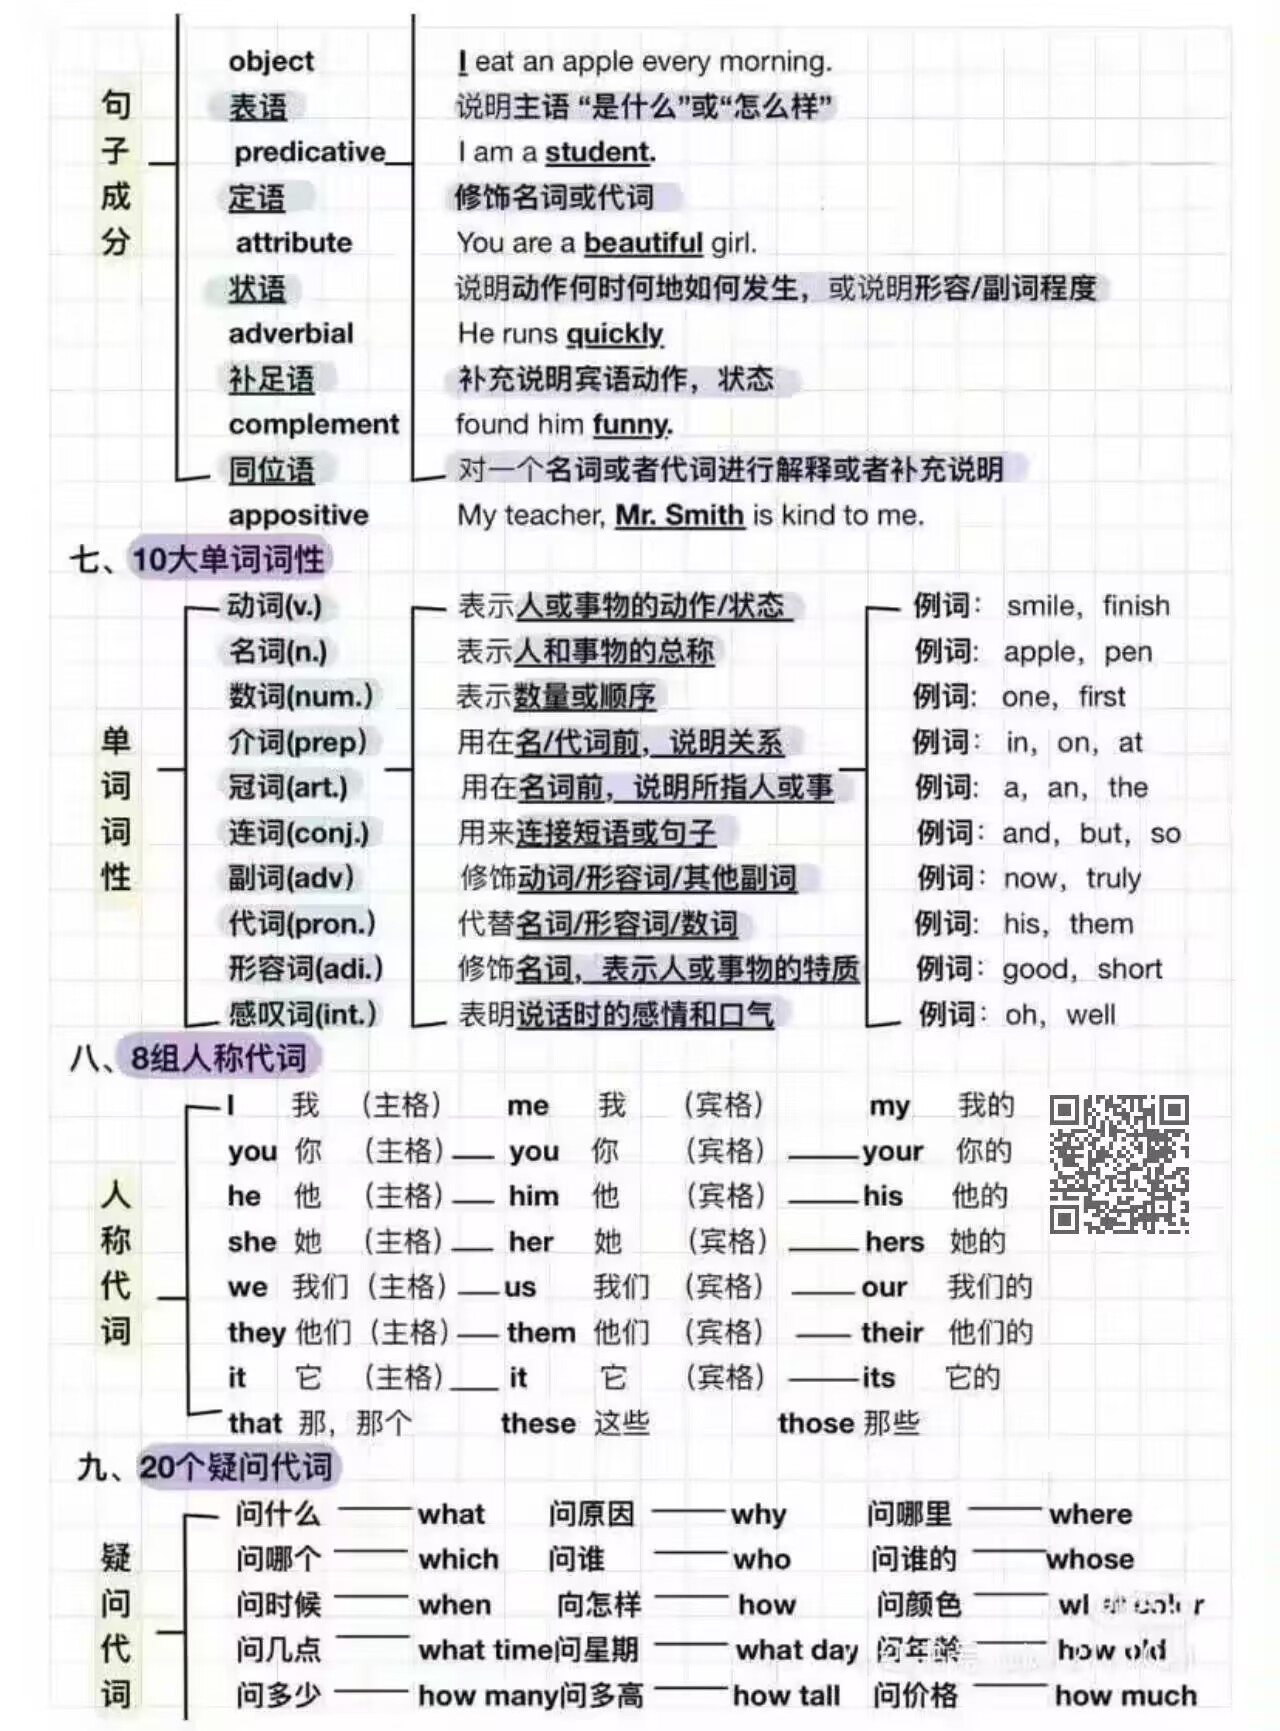 object I eat an apple every morning.
表语 说明主语 “是什么”或“怎么样”
predicative I am a student.
定语 修饰名词或代词
attribute You are a beautiful girl.
状语 说明动作何时何地如何发生，或说明形容/副词程度
adverbial He runs quickly
补足语 补充说明宾语动作，状态
complement found him funny.
同位语 对一个名词或者代词进行解释或者补充说明
appositive My teacher, Mr. Smith is kind to me.
句子成分
七、10大单词词性
动词(v.) 表示人或事物的动作/状态 例词： smile，finish
名词(n.) 表示人和事物的总称 例词： apple，pen
数词(num.） 表示数量或顺序 例词： one，first
介词(prep） 用在名/代词前，说明关系 例词： in，on，at
冠词(art.) 用在名词前，说明所指人或事 例词： a，an，the
连词(conj.) 用来连接短语或句子 例词：and，but，so
副词(adv） 修饰动词/形容词/其他副词 例词：now，truly
代词(pron.） 代替名词/形容词/数词 例词：his，them
形容词(adi.） 修饰名词，表示人或事物的特质 例词：good，short
感叹词(int.） 表明说话时的感情和口气 例词：oh，well
单词词性
八、8组人称代词
I 我 （主格） me 我 （宾格） my 我的
you 你 （主格） you 你 （宾格） your 你的
he 他 （主格） him 他 （宾格） his 他的
she 她 （主格） her 她 （宾格） hers 她的
we 我们（主格） us 我们 （宾格） our 我们的
they 他们（主格） them 他们 （宾格） their 他们的
it 它 （主格） it 它 （宾格） its 它的
that 那，那个 these 这些 those 那些
人称代词
九、20个疑问代词
问什么 what 问原因 why 问哪里 where
问哪个 which 问谁 who 问谁的 whose
问时候 when 向怎样 how 问颜色
问几点 what time 问星期 what day 问年龄 how old
问多少 how many 问多高 how tall 问价格 how much
疑问代词